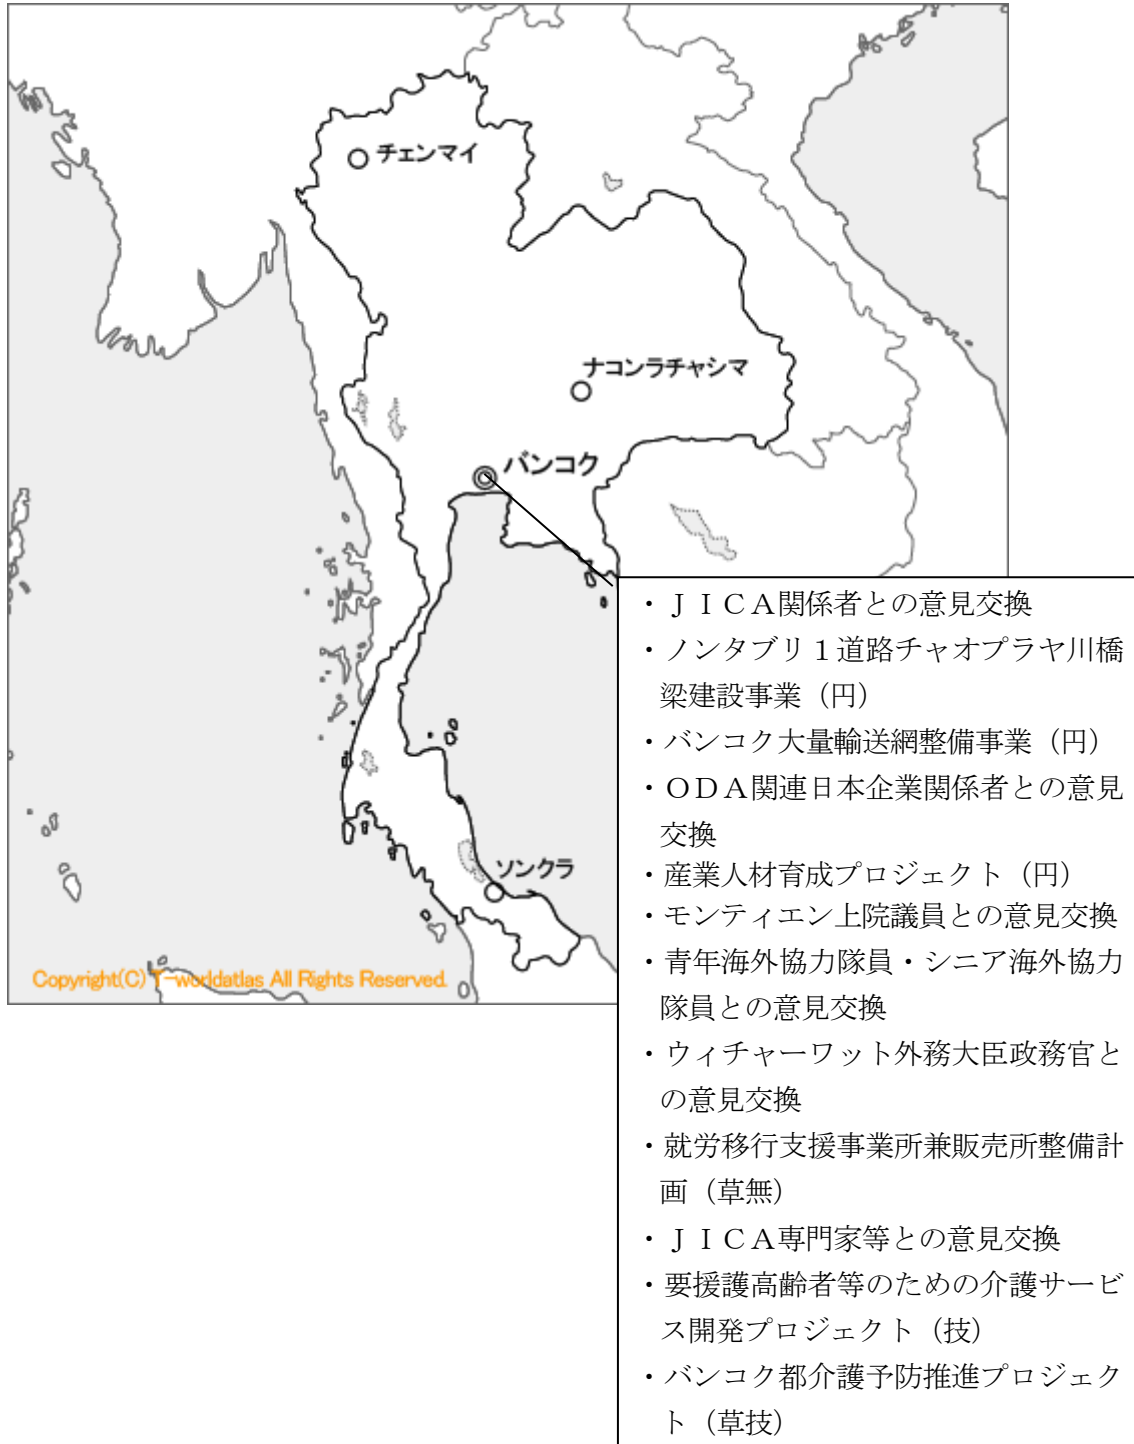 チェンマイ
ナコンラチャシマ
バンコク
ソンクラ
Copyright(C) T-worldatlas All Rights Reserved.
・ＪＩＣＡ関係者との意見交換
・ノンタブリ１道路チャオプラヤ川橋
梁建設事業（円）
・バンコク大量輸送網整備事業（円）
・ＯＤＡ関連日本企業関係者との意見
交換
・産業人材育成プロジェクト（円）
・モンティエン上院議員との意見交換
・青年海外協力隊員・シニア海外協力
隊員との意見交換
・ウィチャーワット外務大臣政務官と
の意見交換
・就労移行支援事業所兼販売所整備計
画（草無）
・ＪＩＣＡ専門家等との意見交換
・要援護高齢者等のための介護サービ
ス開発プロジェクト（技）
・バンコク都介護予防推進プロジェク
ト（草技）